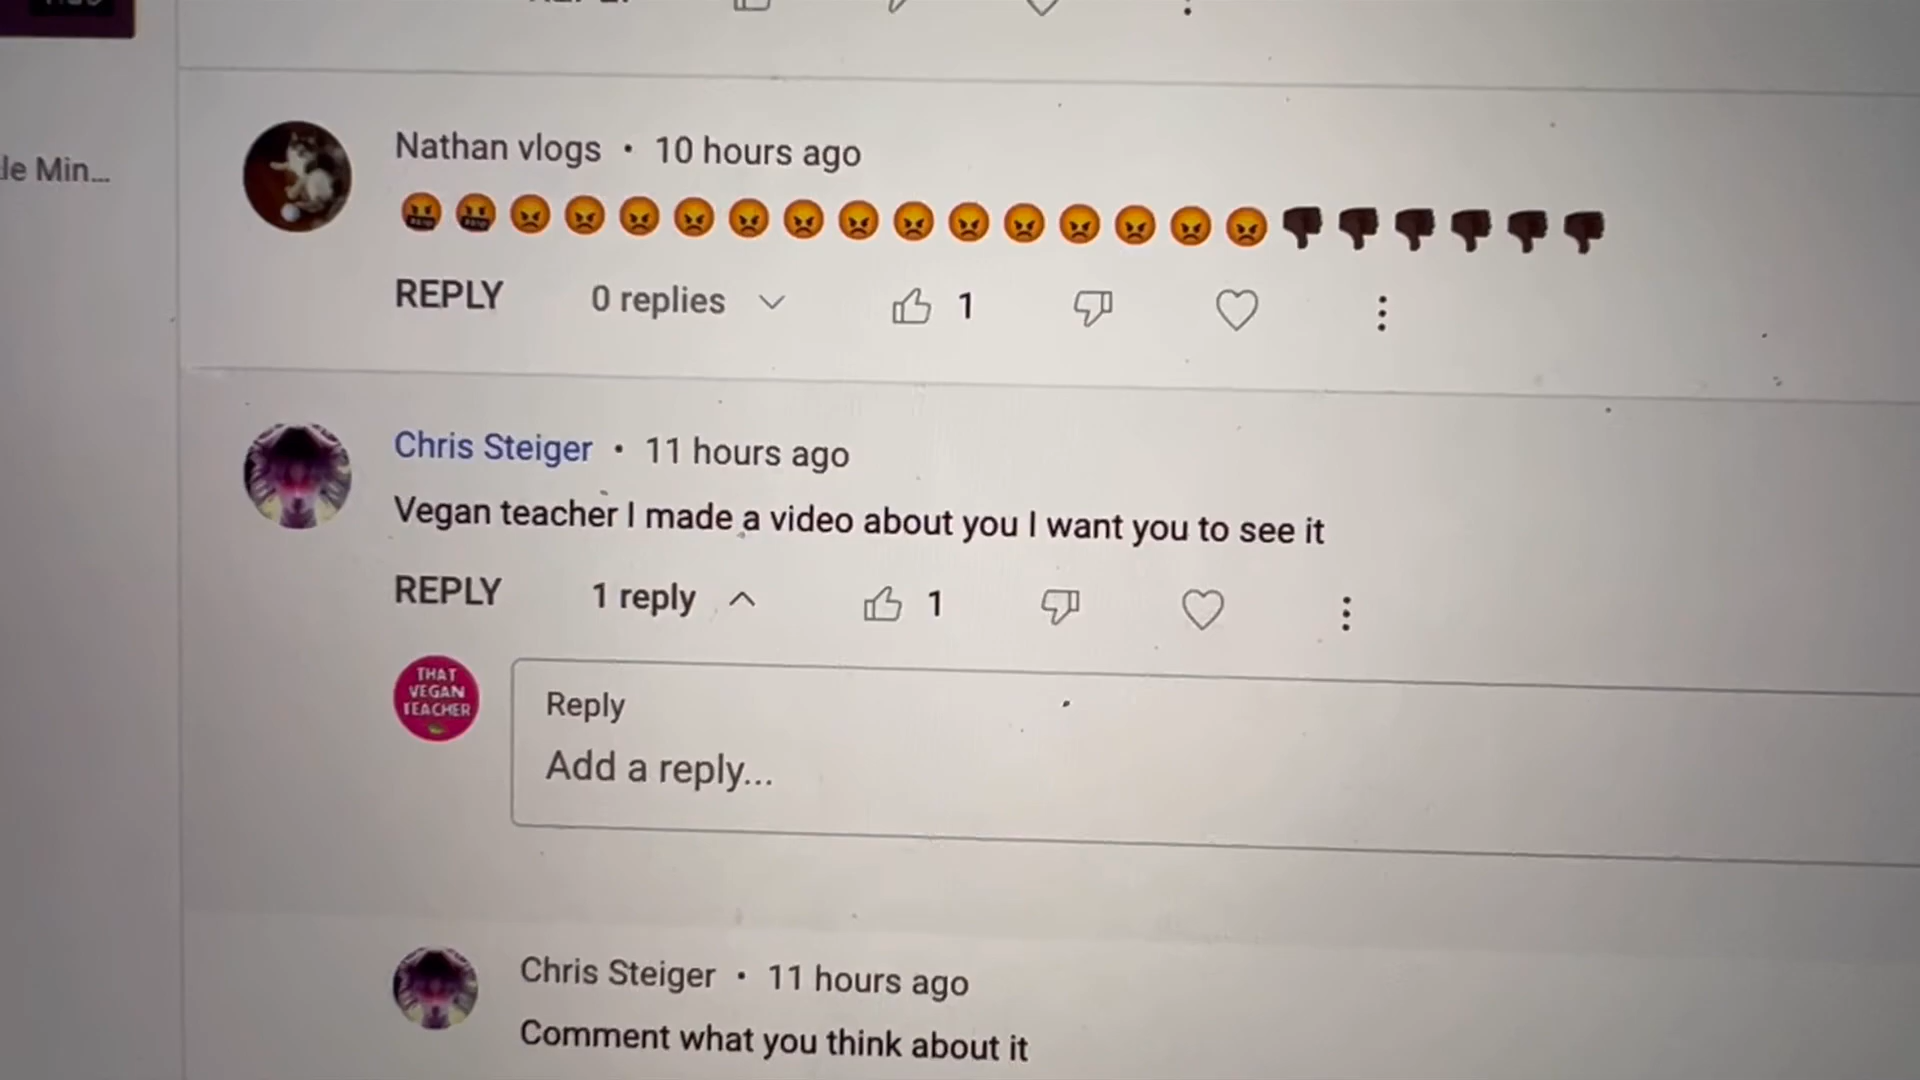 le Min...
Nathan vlogs • 10 hours ago
🤬🤬😡😡😡😡😡😡😡😡😡😡😡😡😡😡👎🏿👎🏿👎🏿👎🏿👎🏿👎🏿
REPLY 0 replies 1
Chris Steiger • 11 hours ago
Vegan teacher I made a video about you I want you to see it
REPLY 1 reply 1
THAT
VEGAN
TEACHER
Reply
Add a reply...
Chris Steiger • 11 hours ago
Comment what you think about it